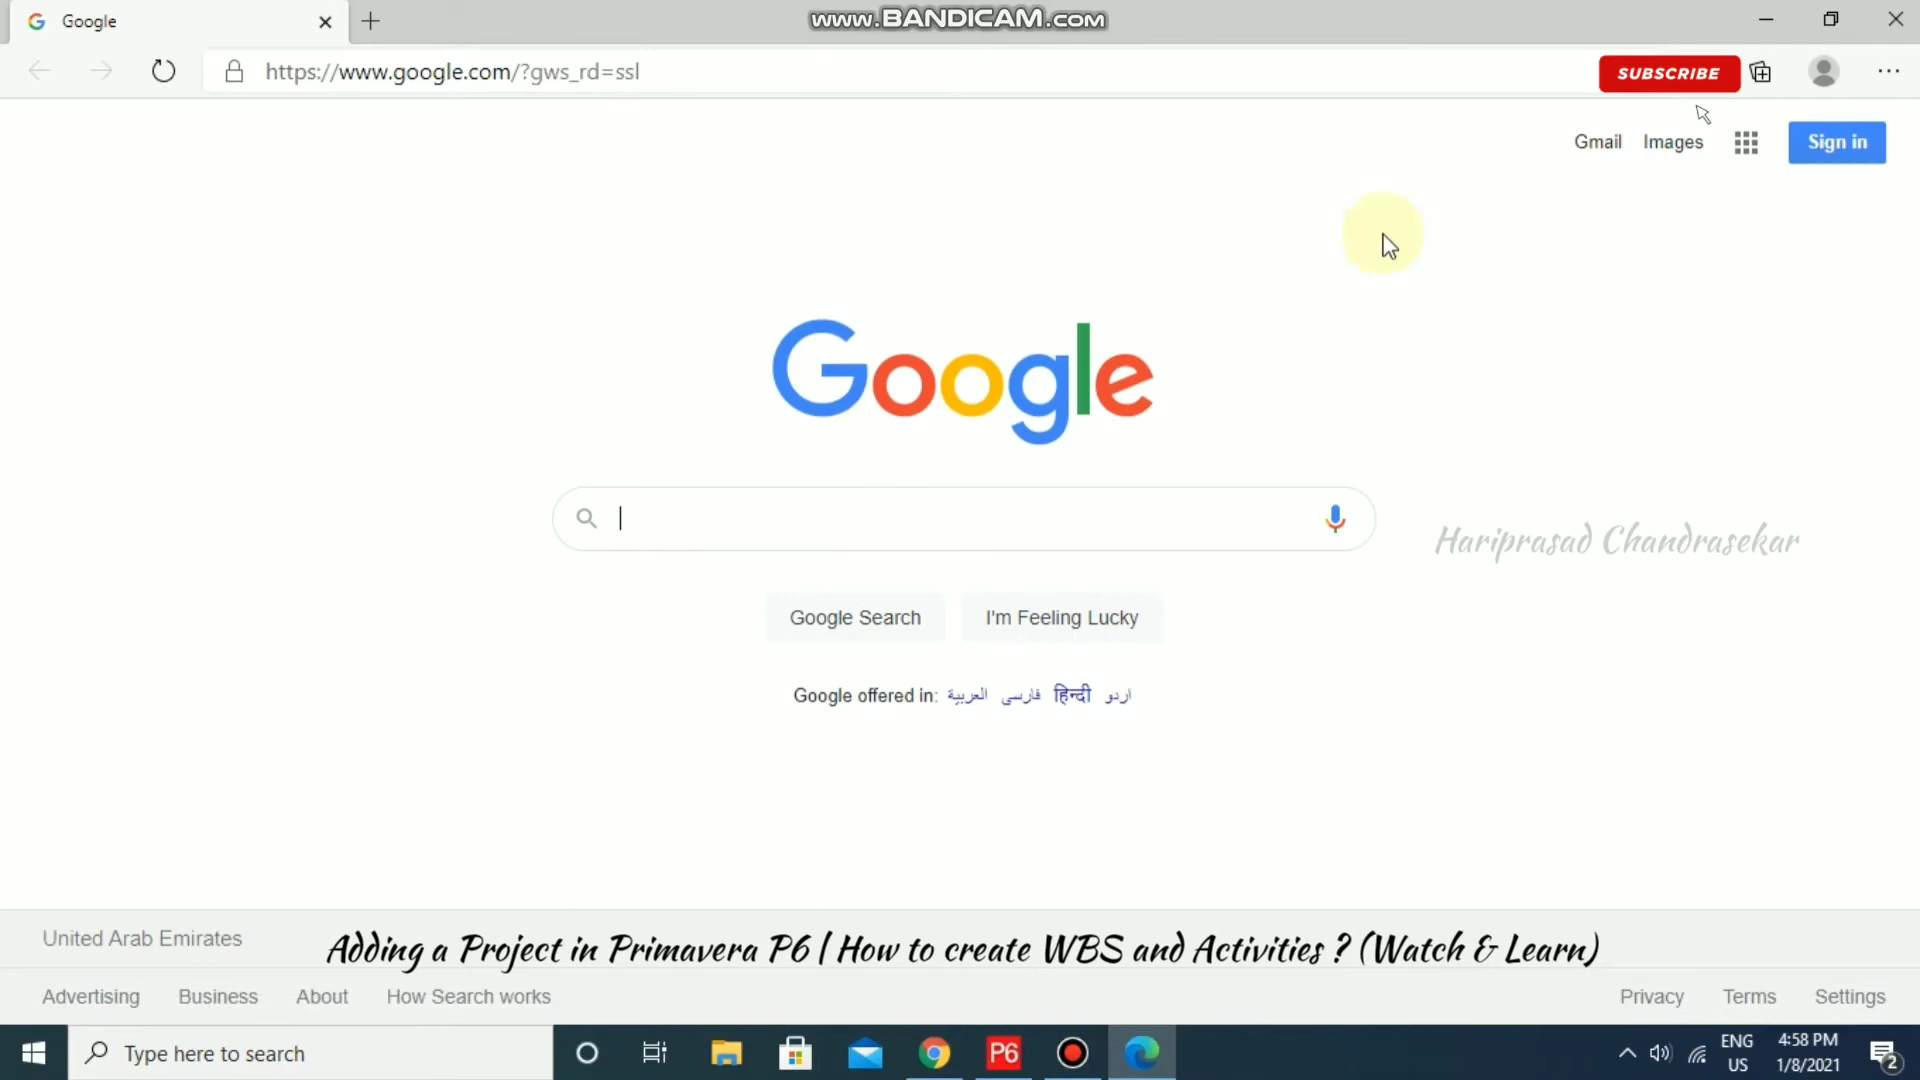 Google
www.BANDICAM.com
https://www.google.com/?gws_rd=ssl
SUBSCRIBE
Gmail Images Sign in
Google
Hariprasad Chandrasekar
Google Search I'm Feeling Lucky
Google offered in: العربية فارسی हिन्दी اردو
United Arab Emirates
Adding a Project in Primavera P6 | How to create WBS and Activities ? (Watch & Learn)
Advertising Business About How Search works Privacy Terms Settings
Type here to search
P6
ENG
US
4:58 PM
1/8/2021
2